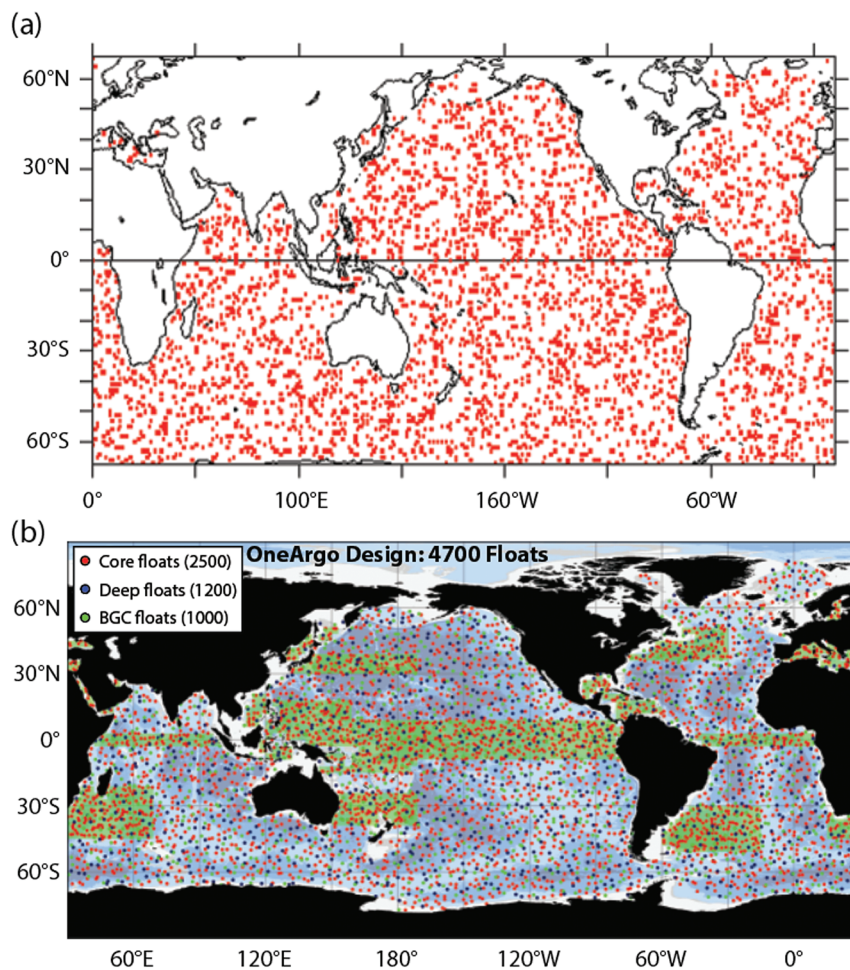 (a)
60°N
30°N
0°
30°S
60°S
0° 100°E 160°W 60°W
(b)
OneArgo Design: 4700 Floats
Core floats (2500)
Deep floats (1200)
BGC floats (1000)
60°N
30°N
0°
30°S
60°S
60°E 120°E 180° 120°W 60°W 0°